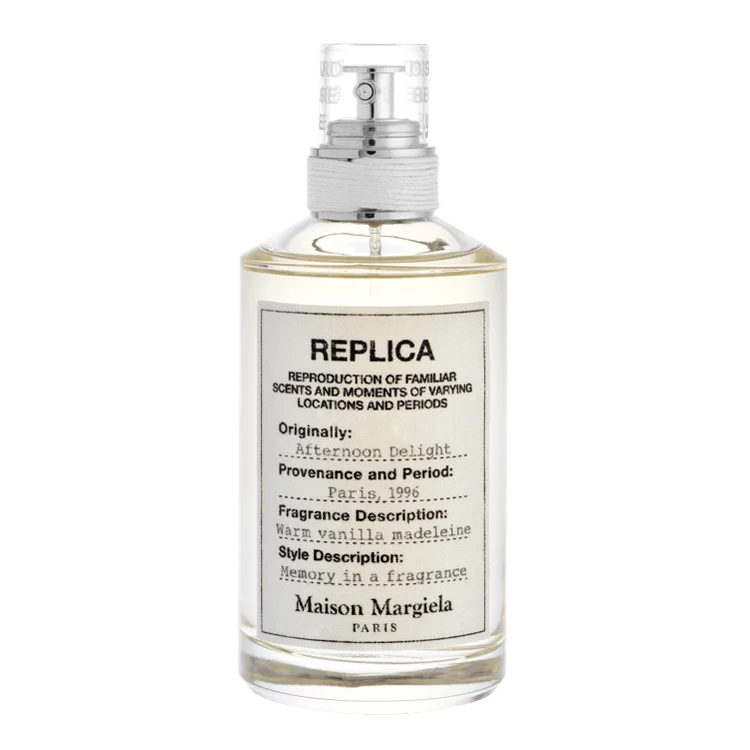 REPLICA
REPRODUCTION OF FAMILIAR
SCENTS AND MOMENTS OF VARYING
LOCATIONS AND PERIODS
Originally:
Afternoon Delight
Provenance and Period:
Paris, 1996
Fragrance Description:
Warm vanilla madeleine
Style Description:
Memory in a fragrance
Maison Margiela
PARIS